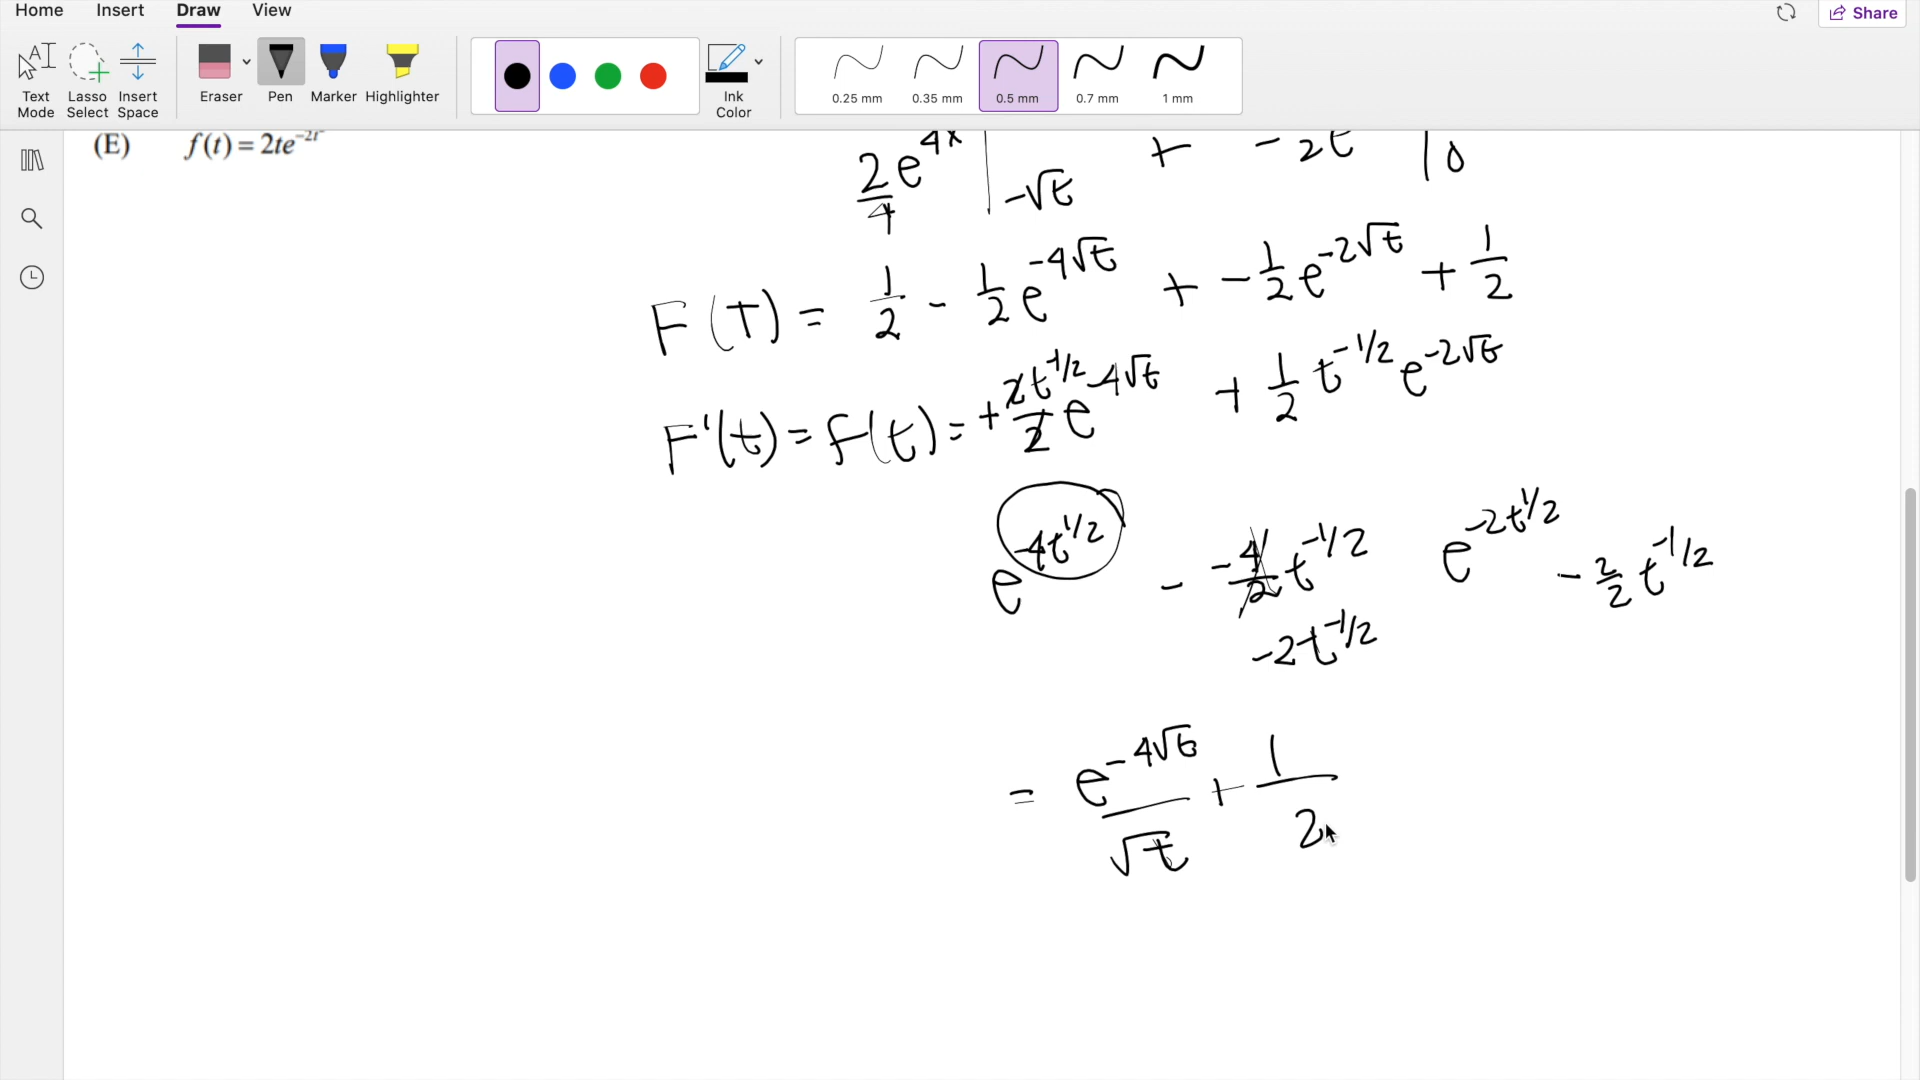 Home Insert Draw View Share
Text Mode Lasso Select Insert Space Eraser Pen Marker Highlighter Ink Color 0.25 mm 0.35 mm 0.5 mm 0.7 mm 1 mm
(E) f(t) = 2te^{-2t
2/4 e^{4x} | -√t + -2t | 0
F(T) = 1/2 - 1/2 e^{-4√t} + -1/2 e^{-2√t} + 1/2
F'(t) = f(t) = + 2t^{-1/2}/2 e^{-4√t} + 1/2 t^{-1/2} e^{-2√t}
e^{-4t^{1/2}} - -4/2 t^{-1/2} e^{-2t^{1/2}} - 2/2 t^{-1/2}
-2t^{-1/2}
= e^{-4√t}/√t + 1/2